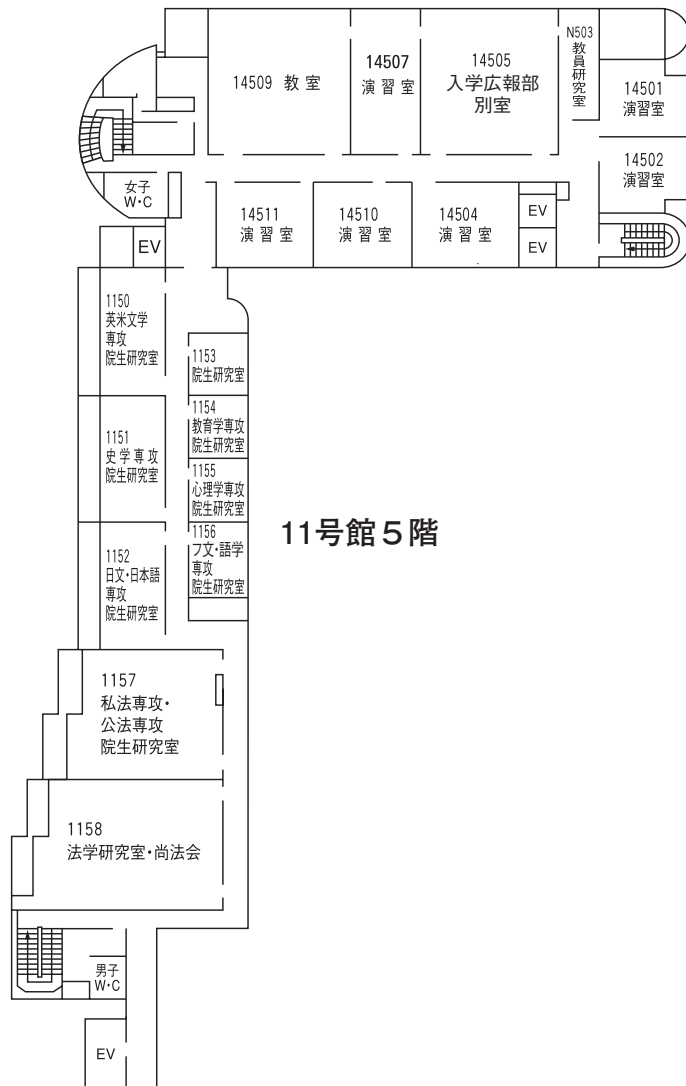 N503
教員研究室
14509 教室
14507
演習室
14505
入学広報部
別室
14501
演習室
14502
演習室
女子
W・C
14511
演習室
14510
演習室
14504
演習室
EV
EV
EV
1150
英米文学
専攻
院生研究室
1153
院生研究室
1154
教育学専攻
院生研究室
1151
史学専攻
院生研究室
1155
心理学専攻
院生研究室
1156
フ文・語学
専攻
院生研究室
11号館5階
1152
日文・日本語
専攻
院生研究室
1157
私法専攻・
公法専攻
院生研究室
1158
法学研究室・尚法会
男子
W・C
EV